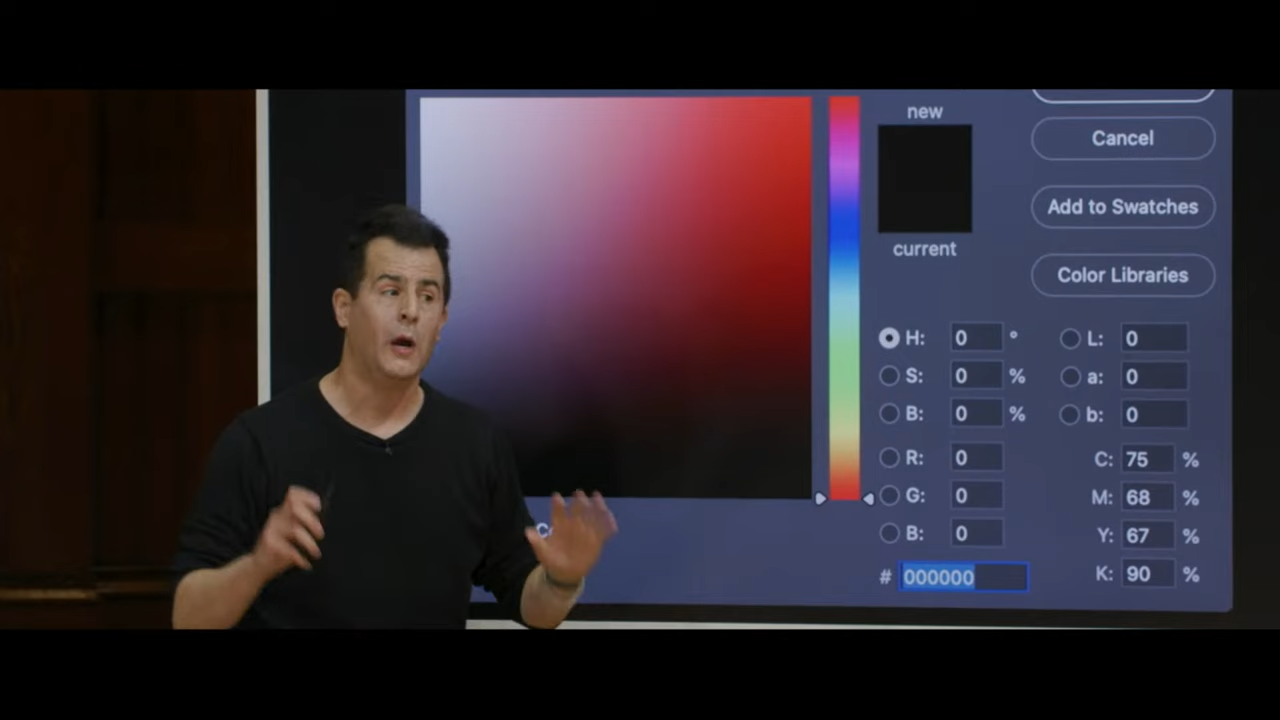 new
Cancel
Add to Swatches
current
Color Libraries
H: 0 ° L: 0
S: 0 % a: 0
B: 0 % b: 0
R: 0 C: 75 %
G: 0 M: 68 %
B: 0 Y: 67 %
# 000000 K: 90 %